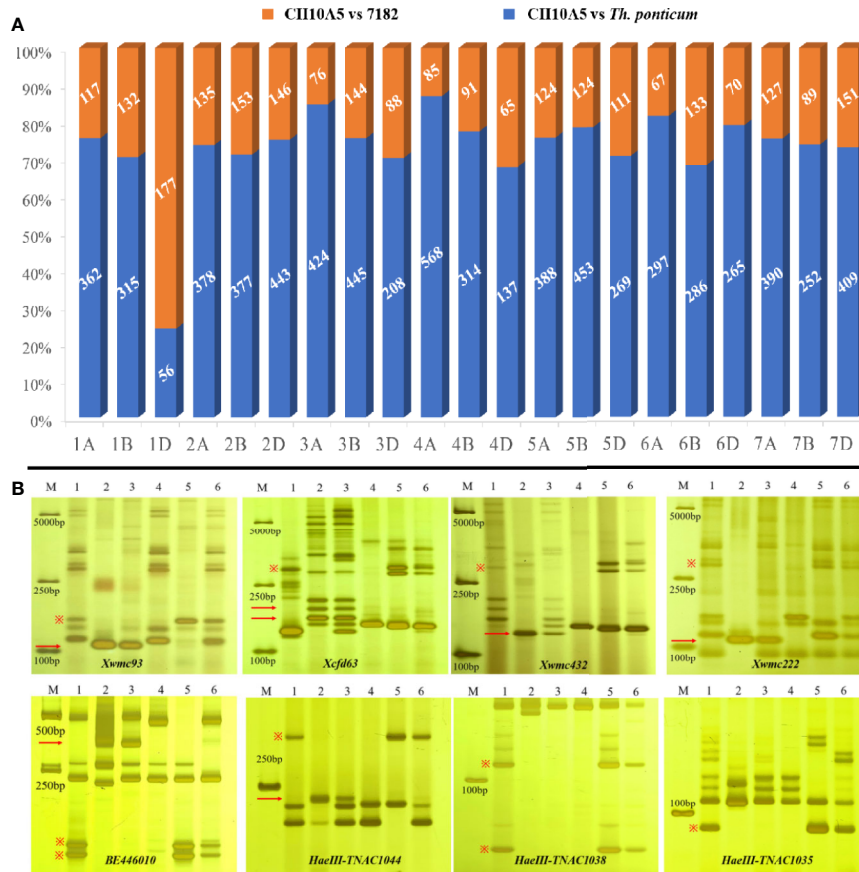 CH10A5 vs 7182 CH10A5 vs Th. ponticum
A
100%
90%
80%
70%
60%
50%
40%
30%
20%
10%
0%
117 132 177 135 153 146 76 144 88 85 91 65 124 124 111 67 133 70 127 89 151
362 315 56 378 377 443 424 445 208 568 314 137 388 453 269 297 286 265 390 252 409
1A 1B 1D 2A 2B 2D 3A 3B 3D 4A 4B 4D 5A 5B 5D 6A 6B 6D 7A 7B 7D
B
M 1 2 3 4 5 6
5000bp
250bp
※
100bp
Xwmc93
M 1 2 3 4 5 6
5000bp
※
250bp
100bp
Xcfd63
M 1 2 3 4 5 6
5000bp
※
250bp
100bp
Xwmc432
M 1 2 3 4 5 6
5000bp
※
250bp
100bp
Xwmc222
M 1 2 3 4 5 6
500bp
250bp
※
※
BE446010
M 1 2 3 4 5 6
※
250bp
HaeIII-TNAC1044
M 1 2 3 4 5 6
※
100bp
※
HaeIII-TNAC1038
M 1 2 3 4 5 6
100bp
※
HaeIII-TNAC1035